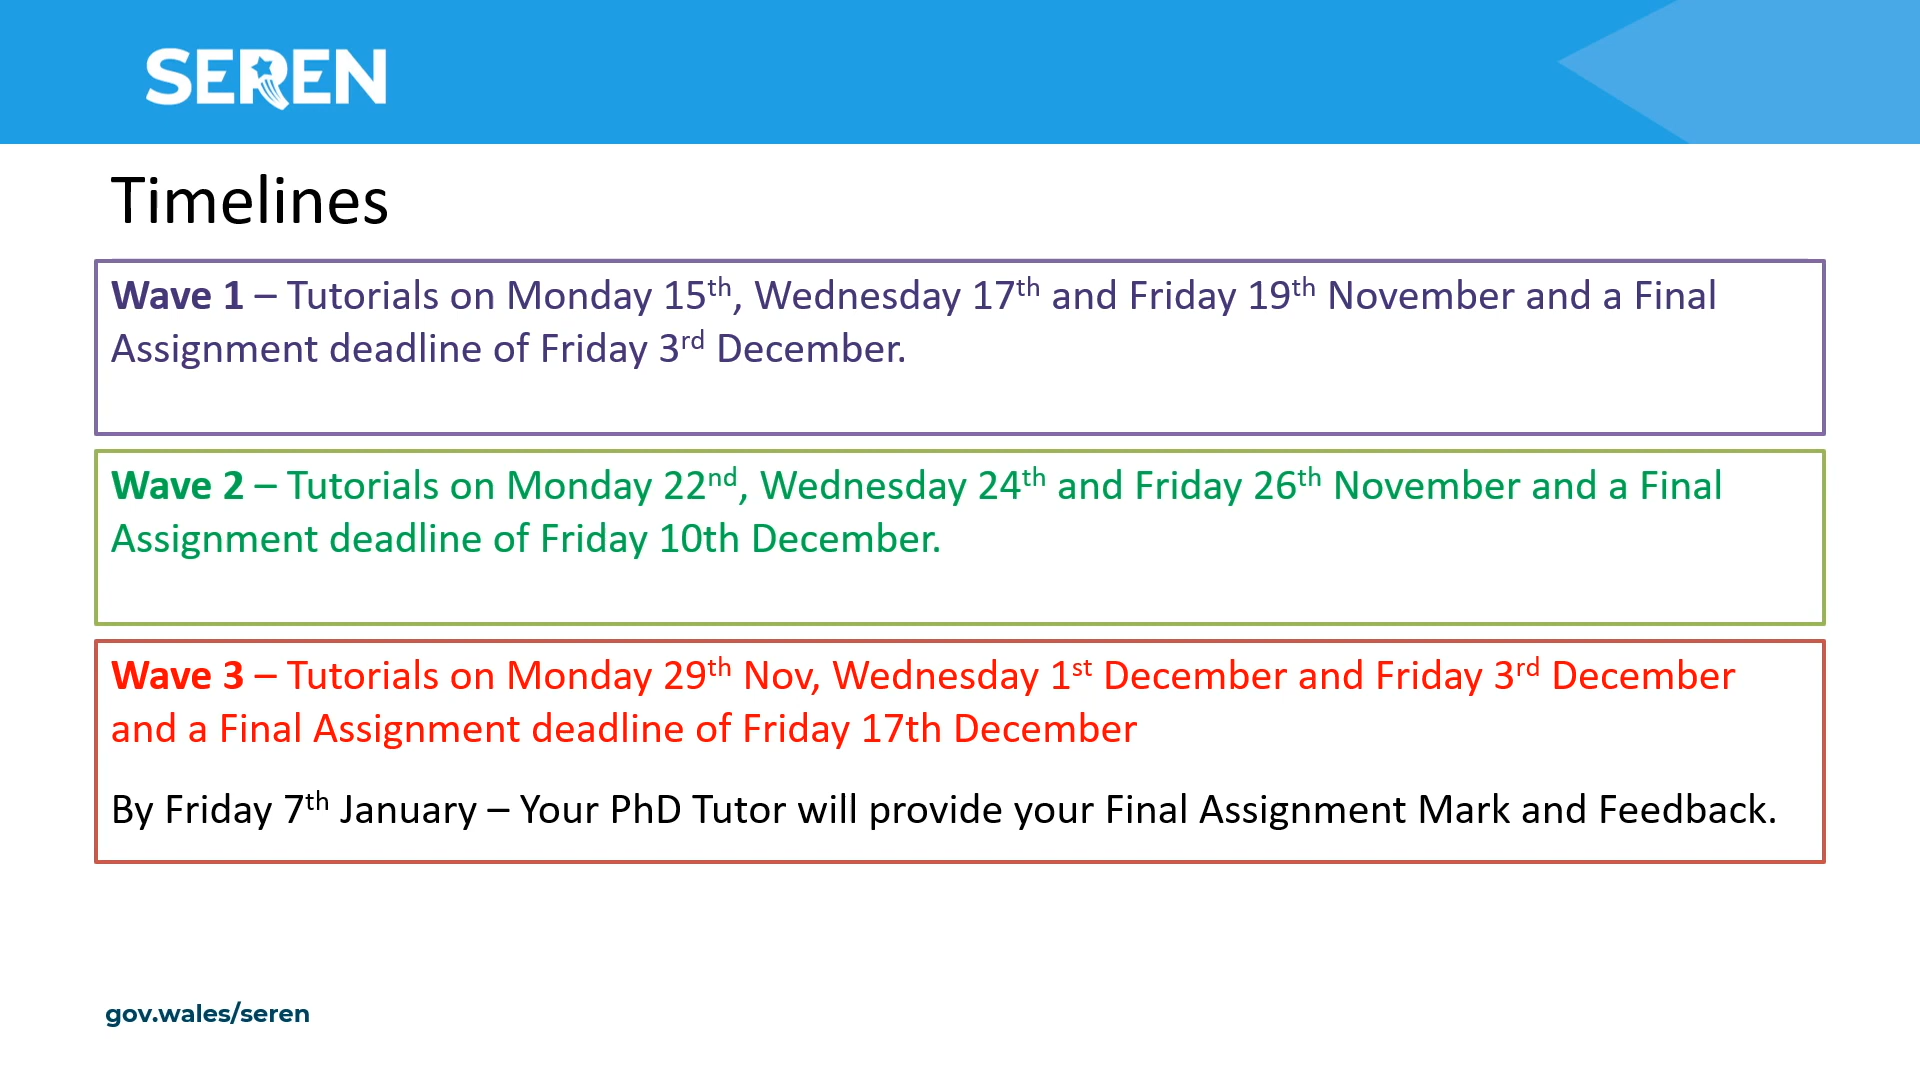 SEREN
Timelines
Wave 1 – Tutorials on Monday 15th, Wednesday 17th and Friday 19th November and a Final
Assignment deadline of Friday 3rd December.
Wave 2 – Tutorials on Monday 22nd, Wednesday 24th and Friday 26th November and a Final
Assignment deadline of Friday 10th December.
Wave 3 – Tutorials on Monday 29th Nov, Wednesday 1st December and Friday 3rd December
and a Final Assignment deadline of Friday 17th December
By Friday 7th January – Your PhD Tutor will provide your Final Assignment Mark and Feedback.
gov.wales/seren